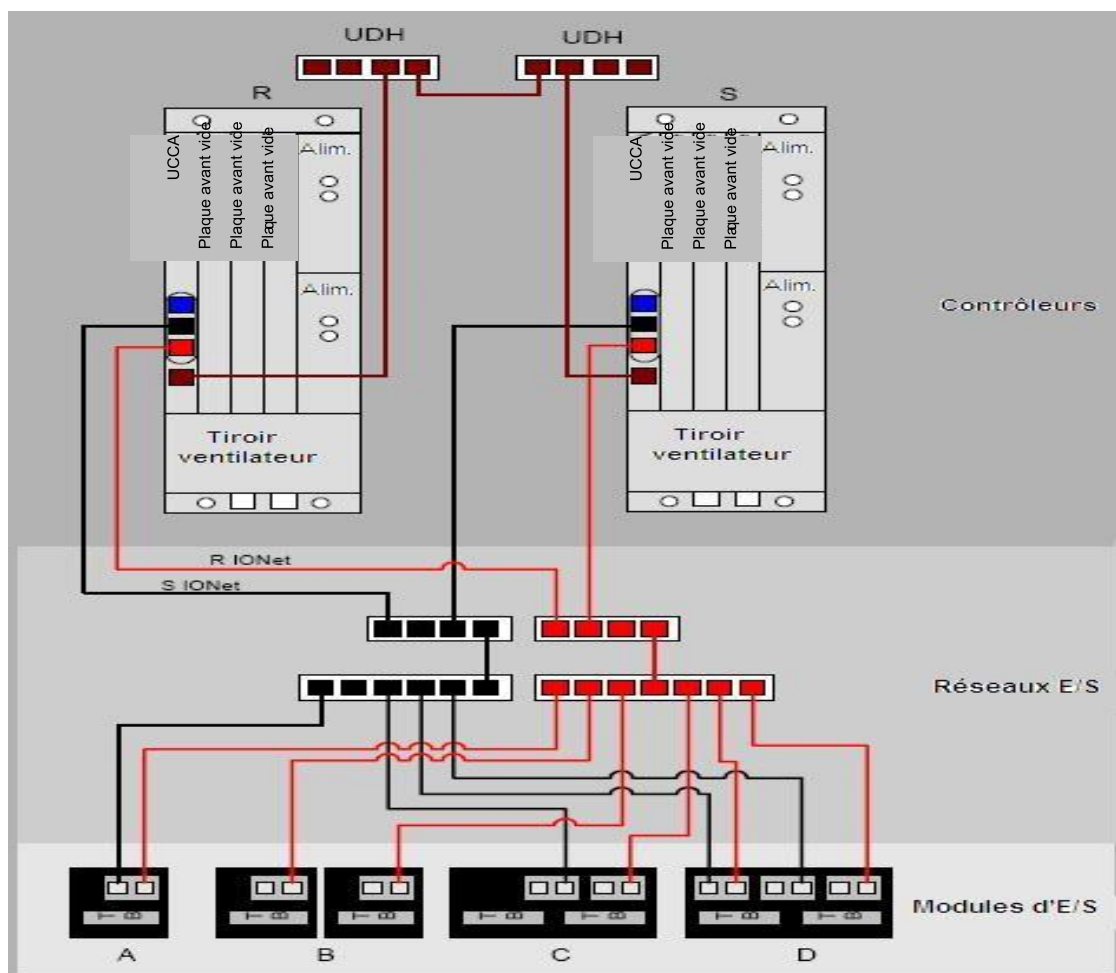 UDH
UDH
R
S
UCCA
Plaque avant vide
Plaque avant vide
Plaque avant vide
Alim.
Alim.
UCCA
Plaque avant vide
Plaque avant vide
Plaque avant vide
Alim.
Alim.
Contrôleurs
Tiroir
ventilateur
Tiroir
ventilateur
R IONet
S IONet
Réseaux E/S
T B
T B
T B
T B
T B
T B
T B
Modules d'E/S
A
B
C
D